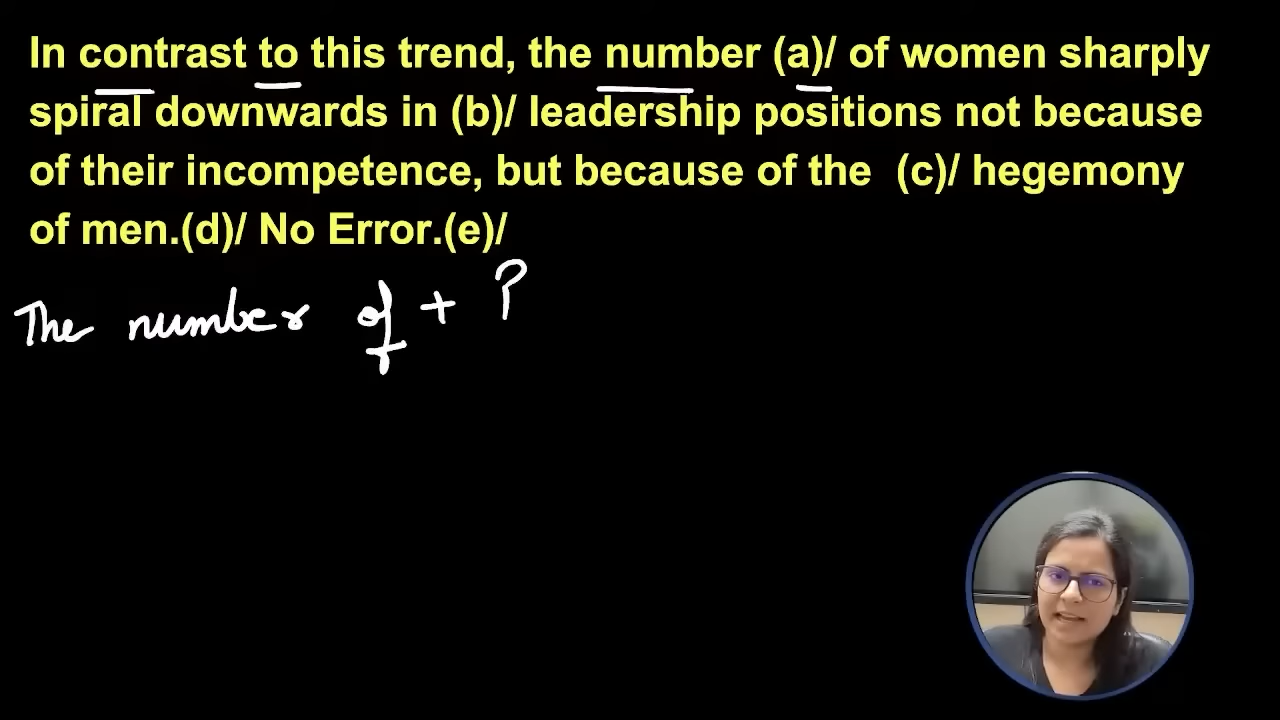 In contrast to this trend, the number (a)/ of women sharply
spiral downwards in (b)/ leadership positions not because
of their incompetence, but because of the (c)/ hegemony
of men.(d)/ No Error.(e)/
The number of + P